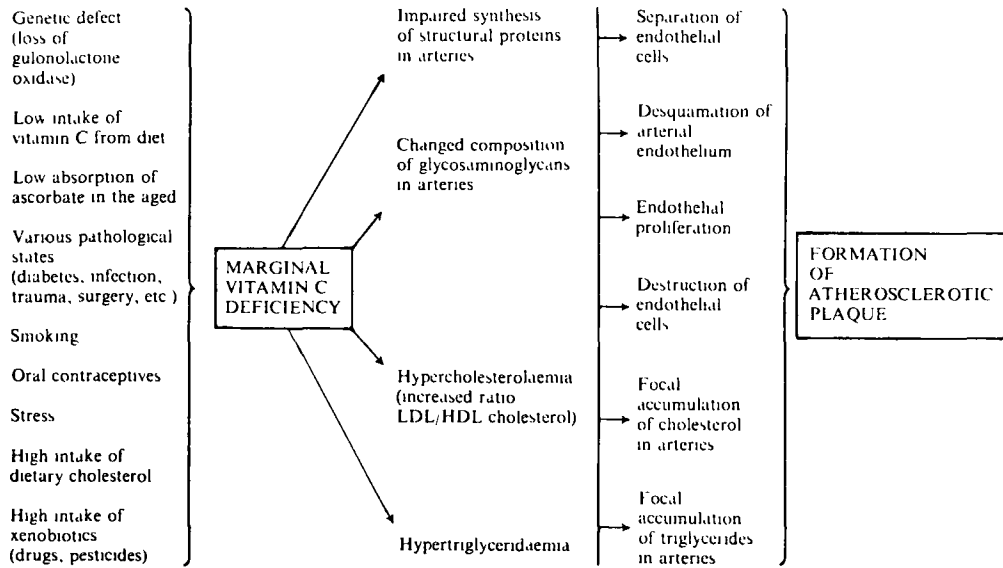 Genetic defect
(loss of
gulonolactone
oxidase)
Low intake of
vitamin C from diet
Low absorption of
ascorbate in the aged
Various pathological
states
(diabetes, infection,
trauma, surgery, etc )
Smoking
Oral contraceptives
Stress
High intake of
dietary cholesterol
High intake of
xenobiotics
(drugs, pesticides)
MARGINAL
VITAMIN C
DEFICIENCY
Impaired synthesis
of structural proteins
in arteries
Changed composition
of glycosaminoglycans
in arteries
Hypercholesterolaemia
(increased ratio
LDL/HDL cholesterol)
Hypertriglyceridaemia
Separation of
endothelial
cells
Desquamation of
arterial
endothelium
Endothelial
proliferation
Destruction of
endothelial
cells
Focal
accumulation
of cholesterol
in arteries
Focal
accumulation
of triglycerides
in arteries
FORMATION
OF
ATHEROSCLEROTIC
PLAQUE